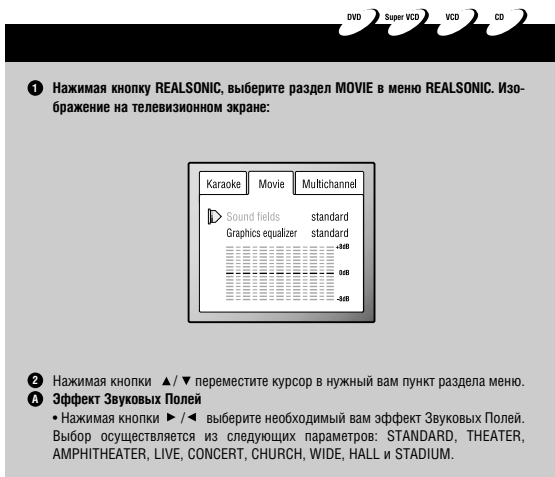 DVD Super VCD VCD CD
1 Нажимая кнопку REALSONIC, выберите раздел MOVIE в меню REALSONIC. Изо-
бражение на телевизионном экране:
Karaoke Movie Multichannel
Sound fields standard
Graphics equalizer standard
+8dB
0dB
-8dB
2 Нажимая кнопки ▲/▼ переместите курсор в нужный вам пункт раздела меню.
A Эффект Звуковых Полей
• Нажимая кнопки ►/◄ выберите необходимый вам эффект Звуковых Полей.
Выбор осуществляется из следующих параметров: STANDARD, THEATER,
AMPHITHEATER, LIVE, CONCERT, CHURCH, WIDE, HALL и STADIUM.